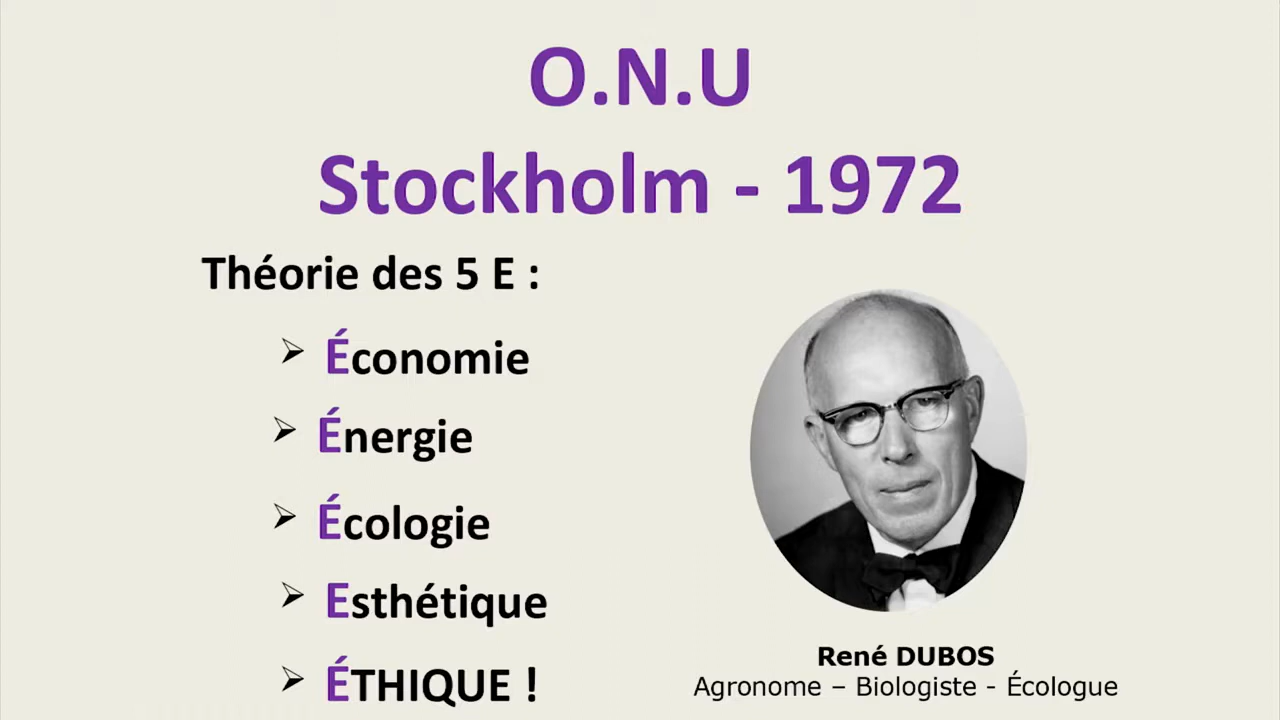 O.N.U
Stockholm - 1972
Théorie des 5 E :
Économie
Énergie
Écologie
Esthétique
ÉTHIQUE !
René DUBOS
Agronome – Biologiste - Écologue